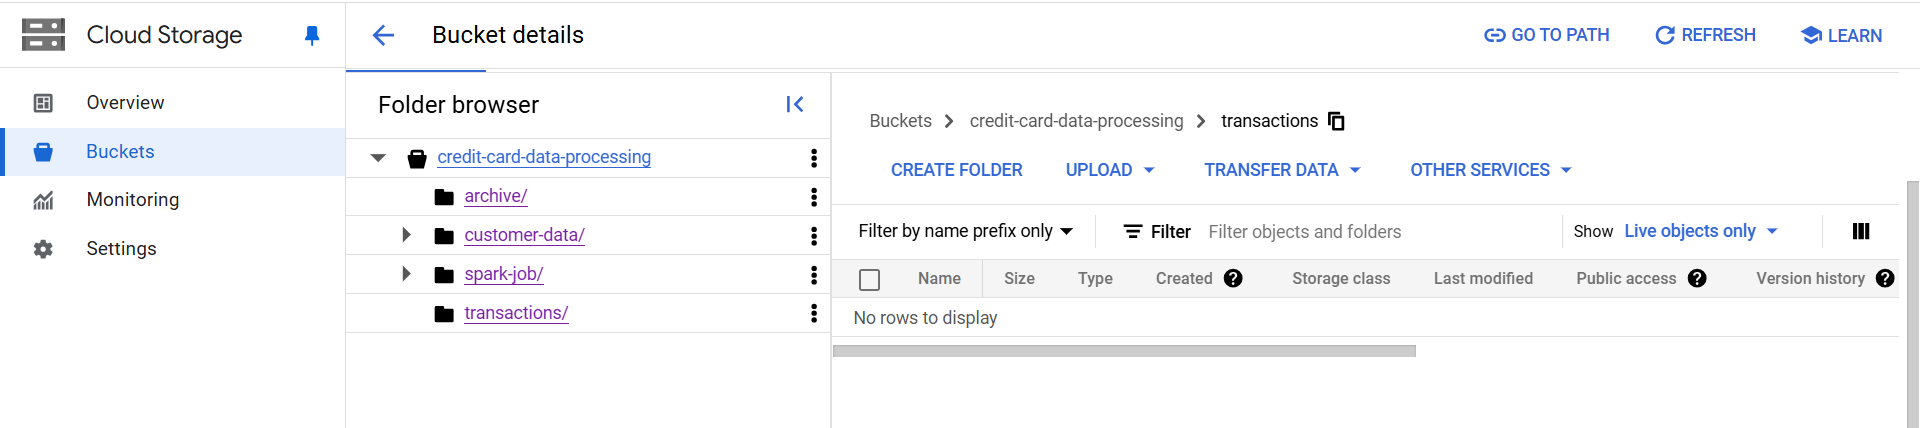 Cloud Storage
Bucket details
GO TO PATH
REFRESH
LEARN
Overview
Buckets
Monitoring
Settings
Folder browser
credit-card-data-processing
archive/
customer-data/
spark-job/
transactions/
Buckets credit-card-data-processing transactions
CREATE FOLDER UPLOAD TRANSFER DATA OTHER SERVICES
Filter by name prefix only Filter Filter objects and folders Show Live objects only
Name Size Type Created ? Storage class Last modified Public access ? Version history ?
No rows to display